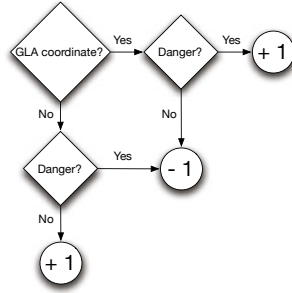 GLA coordinate?
Yes
Danger?
Yes
+ 1
No
No
Danger?
Yes
- 1
No
+ 1